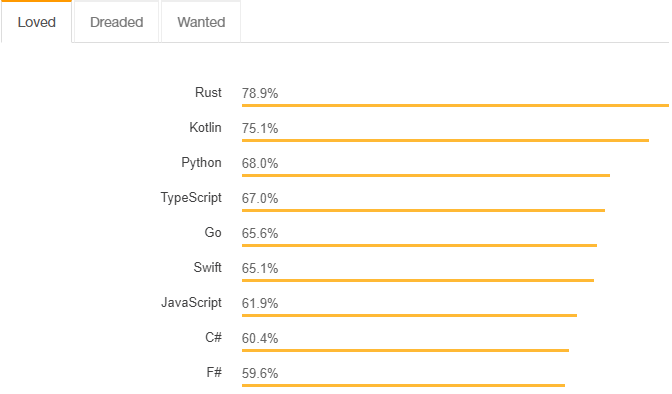 Loved Dreaded Wanted
Rust 78.9%
Kotlin 75.1%
Python 68.0%
TypeScript 67.0%
Go 65.6%
Swift 65.1%
JavaScript 61.9%
C# 60.4%
F# 59.6%